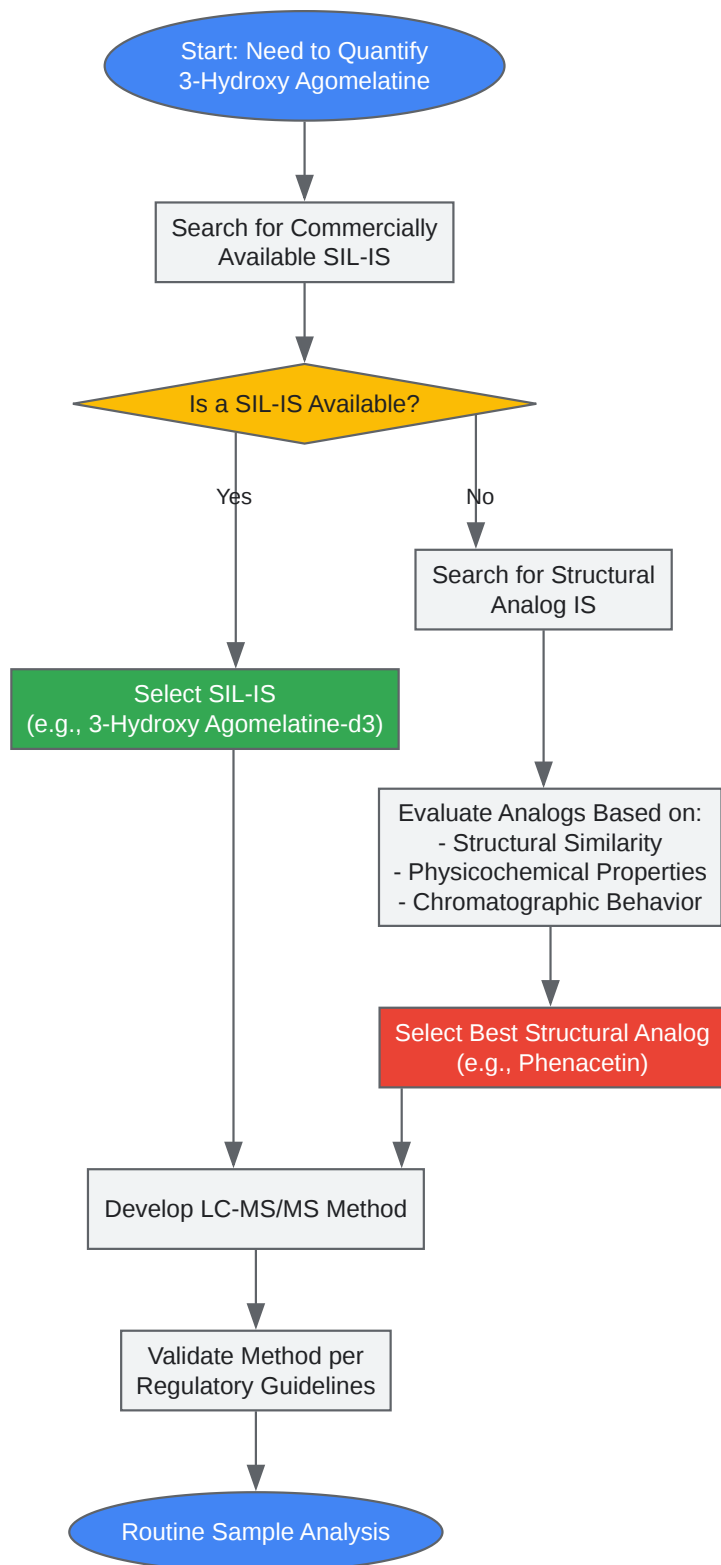 Start: Need to Quantify
3-Hydroxy Agomelatine
Search for Commercially
Available SIL-IS
Is a SIL-IS Available?
Yes
No
Search for Structural
Analog IS
Select SIL-IS
(e.g., 3-Hydroxy Agomelatine-d3)
Evaluate Analogs Based on:
- Structural Similarity
- Physicochemical Properties
- Chromatographic Behavior
Select Best Structural Analog
(e.g., Phenacetin)
Develop LC-MS/MS Method
Validate Method per
Regulatory Guidelines
Routine Sample Analysis